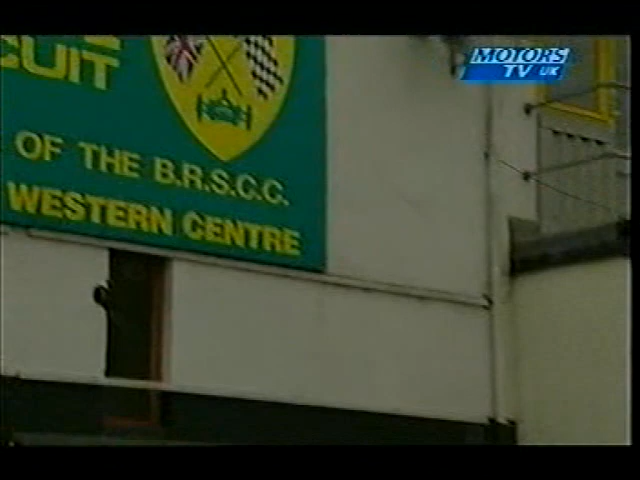 CUIT
OF THE B.R.S.C.C.
WESTERN CENTRE
MOTORS
TV UK